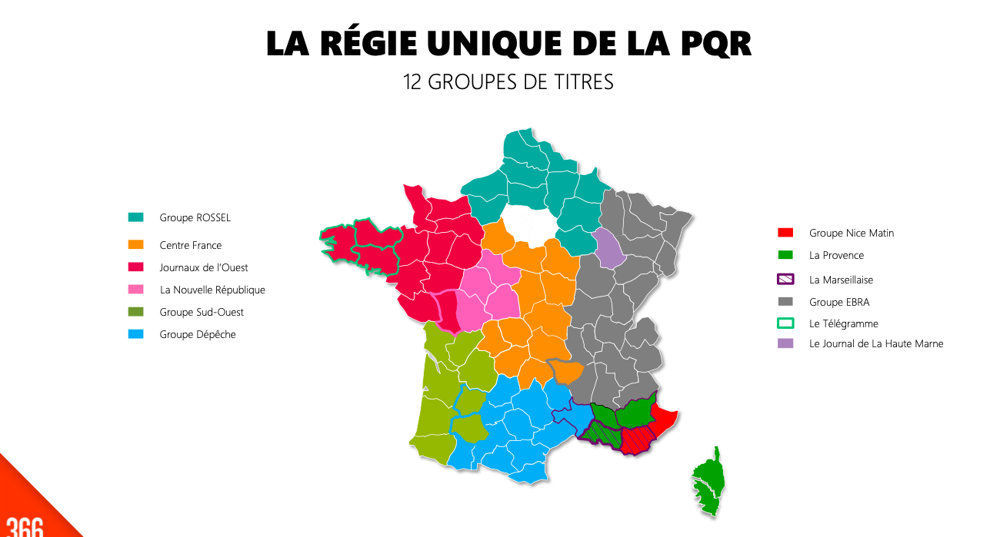 LA RÉGIE UNIQUE DE LA PQR
12 GROUPES DE TITRES
Groupe ROSSEL
Centre France
Journaux de l'Ouest
La Nouvelle République
Groupe Sud-Ouest
Groupe Dépêche
Groupe Nice Matin
La Provence
La Marseillaise
Groupe EBRA
Le Télégramme
Le Journal de La Haute Marne
366